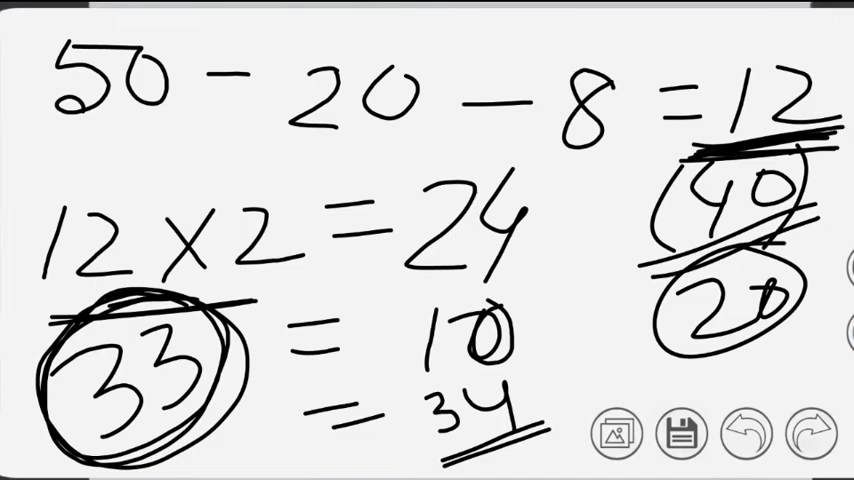 50 - 20 - 8 = 12
(40)
12 x 2 = 24
20
33 = 10
= 34